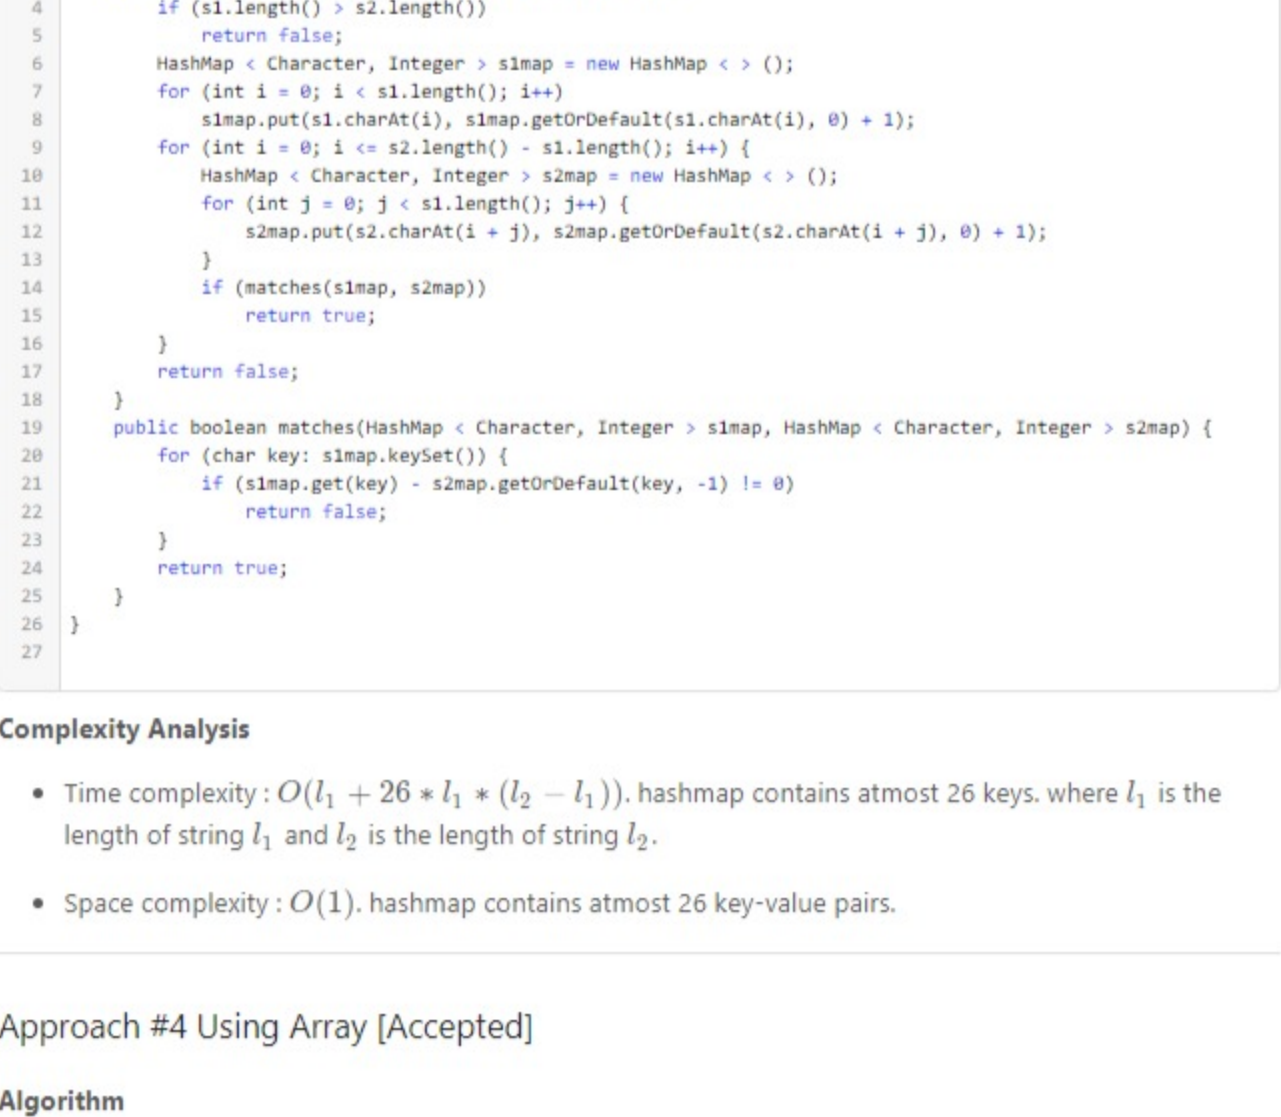 4 if (s1.length() > s2.length())
5 return false;
6 HashMap < Character, Integer > s1map = new HashMap < > ();
7 for (int i = 0; i < s1.length(); i++)
8 s1map.put(s1.charAt(i), s1map.getOrDefault(s1.charAt(i), 0) + 1);
9 for (int i = 0; i <= s2.length() - s1.length(); i++) {
10 HashMap < Character, Integer > s2map = new HashMap < > ();
11 for (int j = 0; j < s1.length(); j++) {
12 s2map.put(s2.charAt(i + j), s2map.getOrDefault(s2.charAt(i + j), 0) + 1);
13 }
14 if (matches(s1map, s2map))
15 return true;
16 }
17 return false;
18 }
19 public boolean matches(HashMap < Character, Integer > s1map, HashMap < Character, Integer > s2map) {
20 for (char key: s1map.keySet()) {
21 if (s1map.get(key) - s2map.getOrDefault(key, -1) != 0)
22 return false;
23 }
24 return true;
25 }
26 }
27
Complexity Analysis
• Time complexity : O(l₁ + 26 * l₁ * (l₂ − l₁)). hashmap contains atmost 26 keys. where l₁ is the
length of string l₁ and l₂ is the length of string l₂.
• Space complexity : O(1). hashmap contains atmost 26 key-value pairs.
Approach #4 Using Array [Accepted]
Algorithm